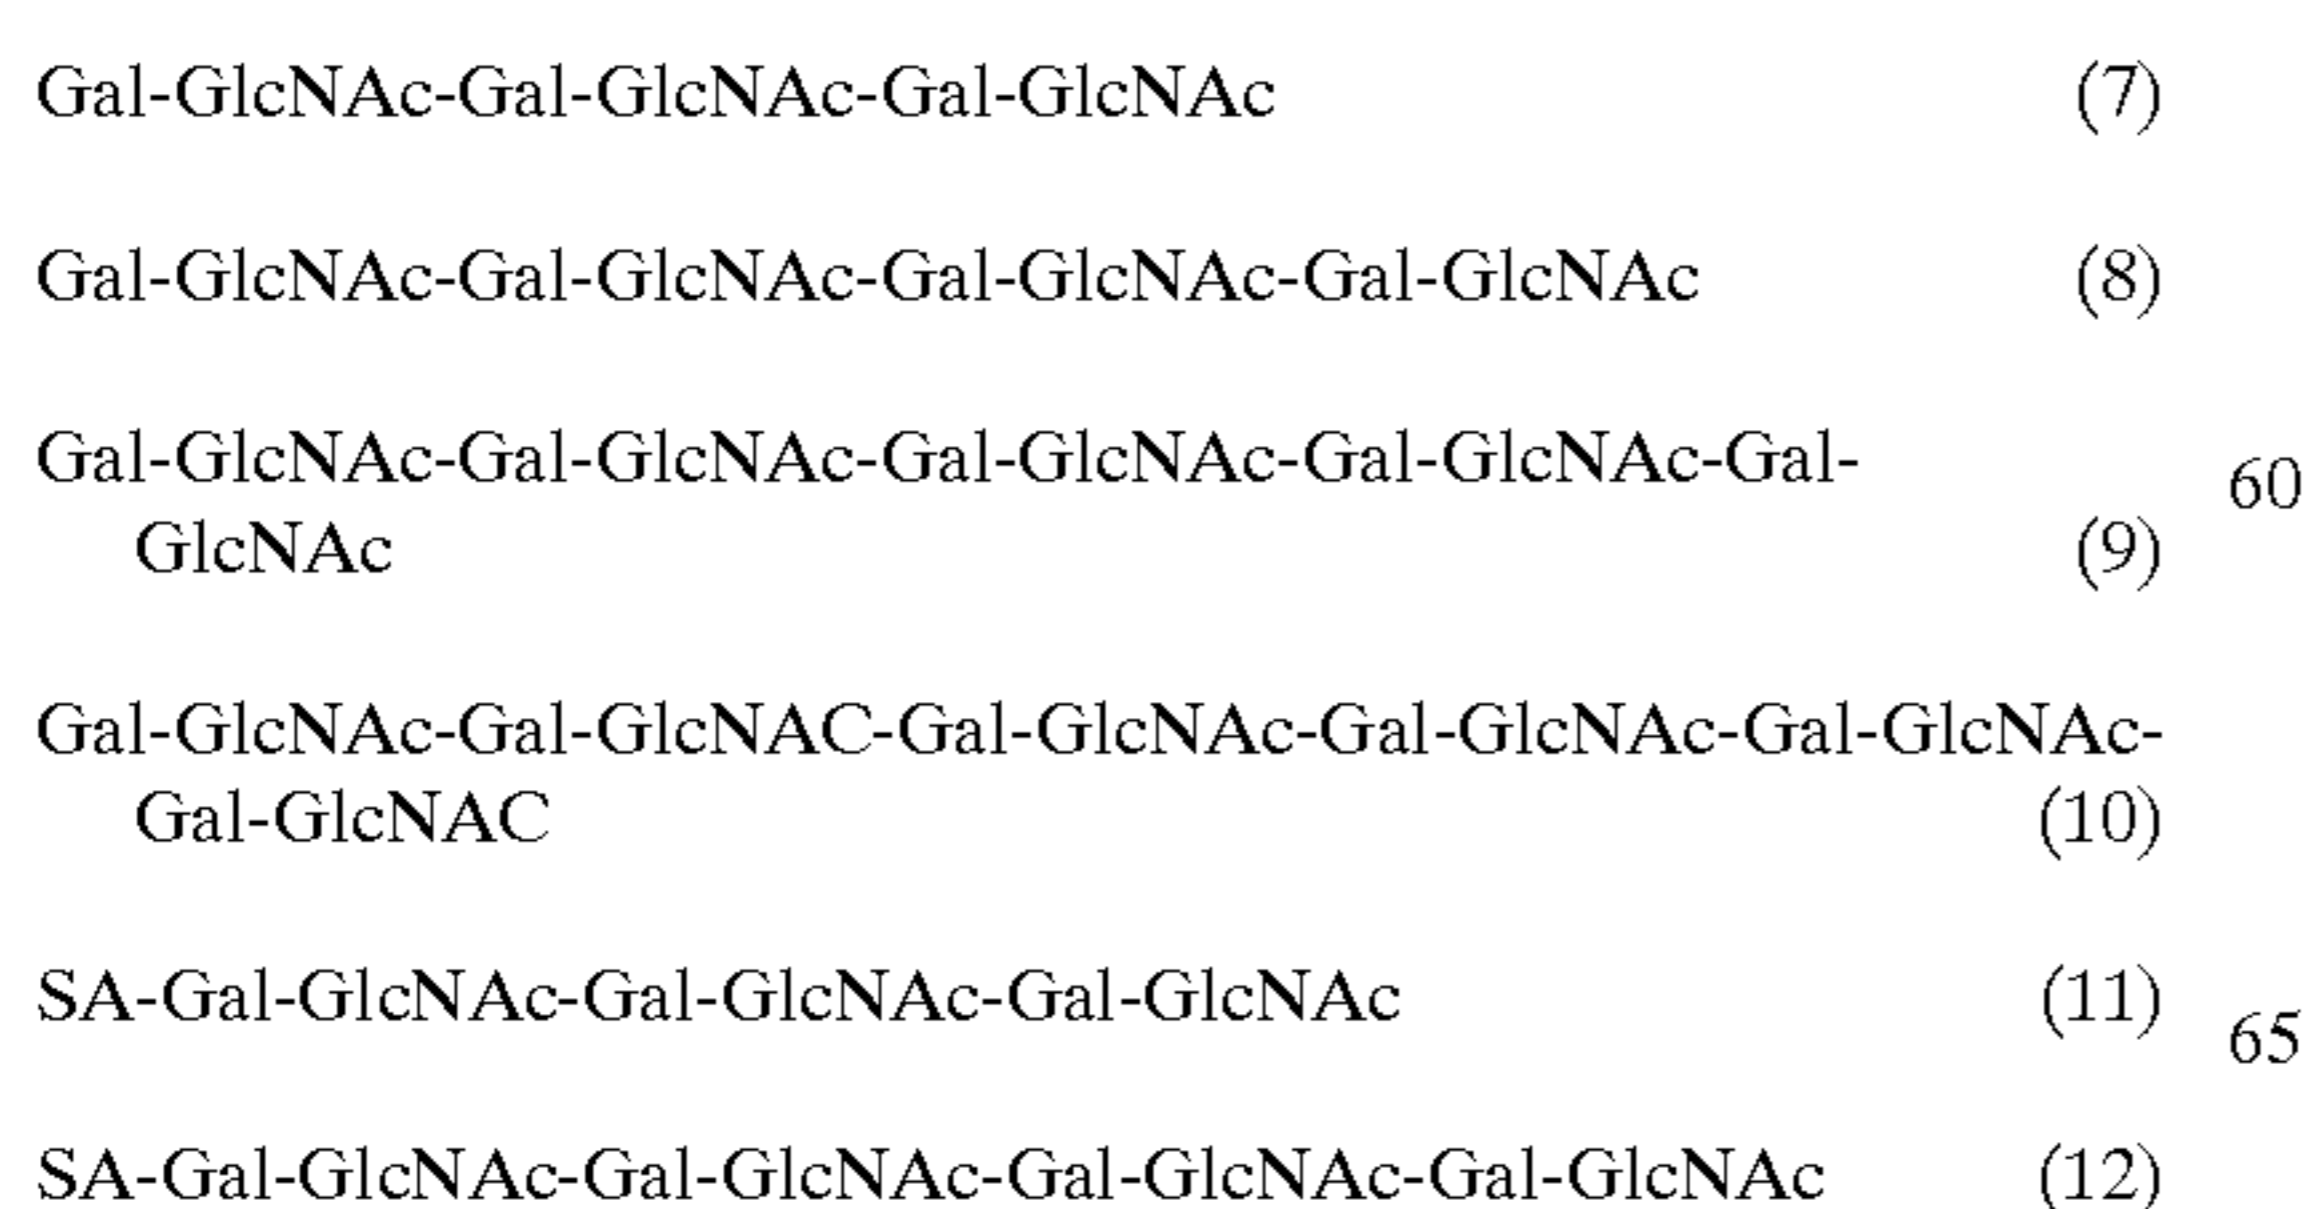 Gal-GlcNAc-Gal-GlcNAc-Gal-GlcNAc (7)
Gal-GlcNAc-Gal-GlcNAc-Gal-GlcNAc-Gal-GlcNAc (8)
Gal-GlcNAc-Gal-GlcNAc-Gal-GlcNAc-Gal-GlcNAc-Gal-
60
GlcNAc (9)
Gal-GlcNAc-Gal-GlcNAC-Gal-GlcNAc-Gal-GlcNAc-Gal-GlcNAc-
Gal-GlcNAC (10)
SA-Gal-GlcNAc-Gal-GlcNAc-Gal-GlcNAc (11)
65
SA-Gal-GlcNAc-Gal-GlcNAc-Gal-GlcNAc-Gal-GlcNAc (12)